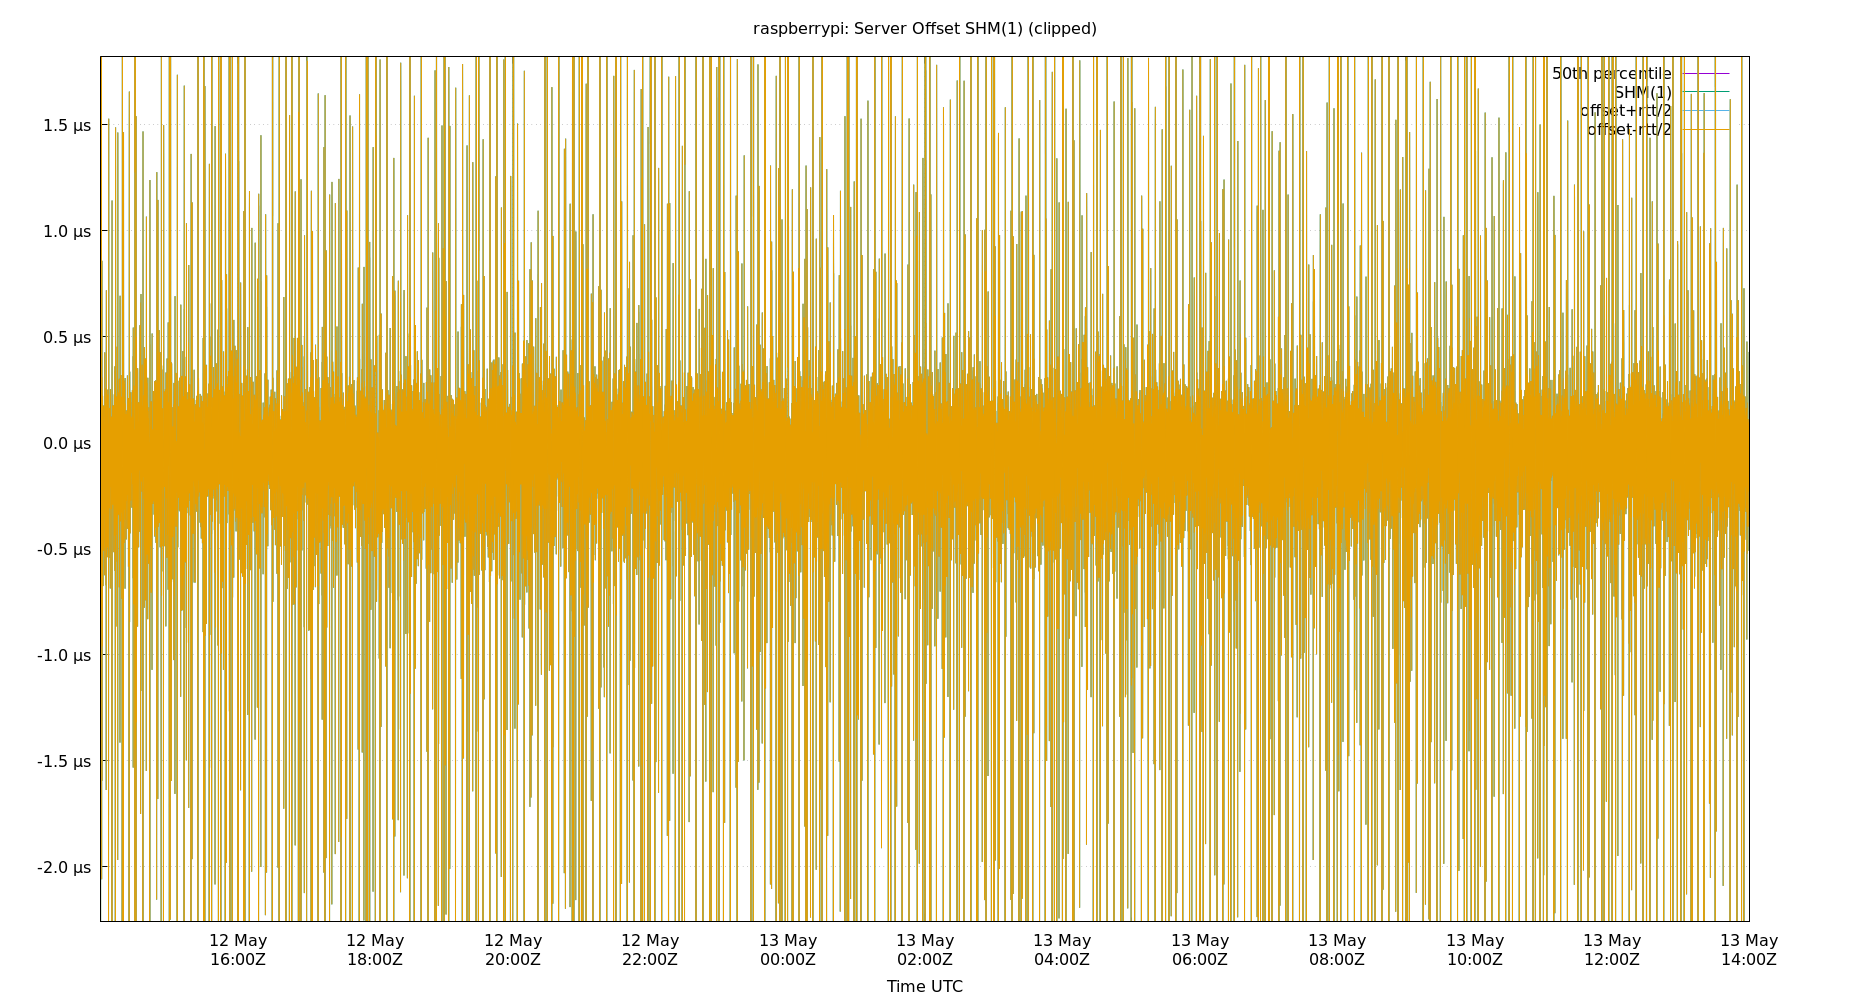 raspberrypi: Server Offset SHM(1) (clipped)
50th percentile
SHM(1)
offset+rtt/2
offset-rtt/2
1.5 µs
1.0 µs
0.5 µs
0.0 µs
-0.5 µs
-1.0 µs
-1.5 µs
-2.0 µs
12 May 12 May 12 May 12 May 13 May 13 May 13 May 13 May 13 May 13 May 13 May 13 May
16:00Z 18:00Z 20:00Z 22:00Z 00:00Z 02:00Z 04:00Z 06:00Z 08:00Z 10:00Z 12:00Z 14:00Z
Time UTC